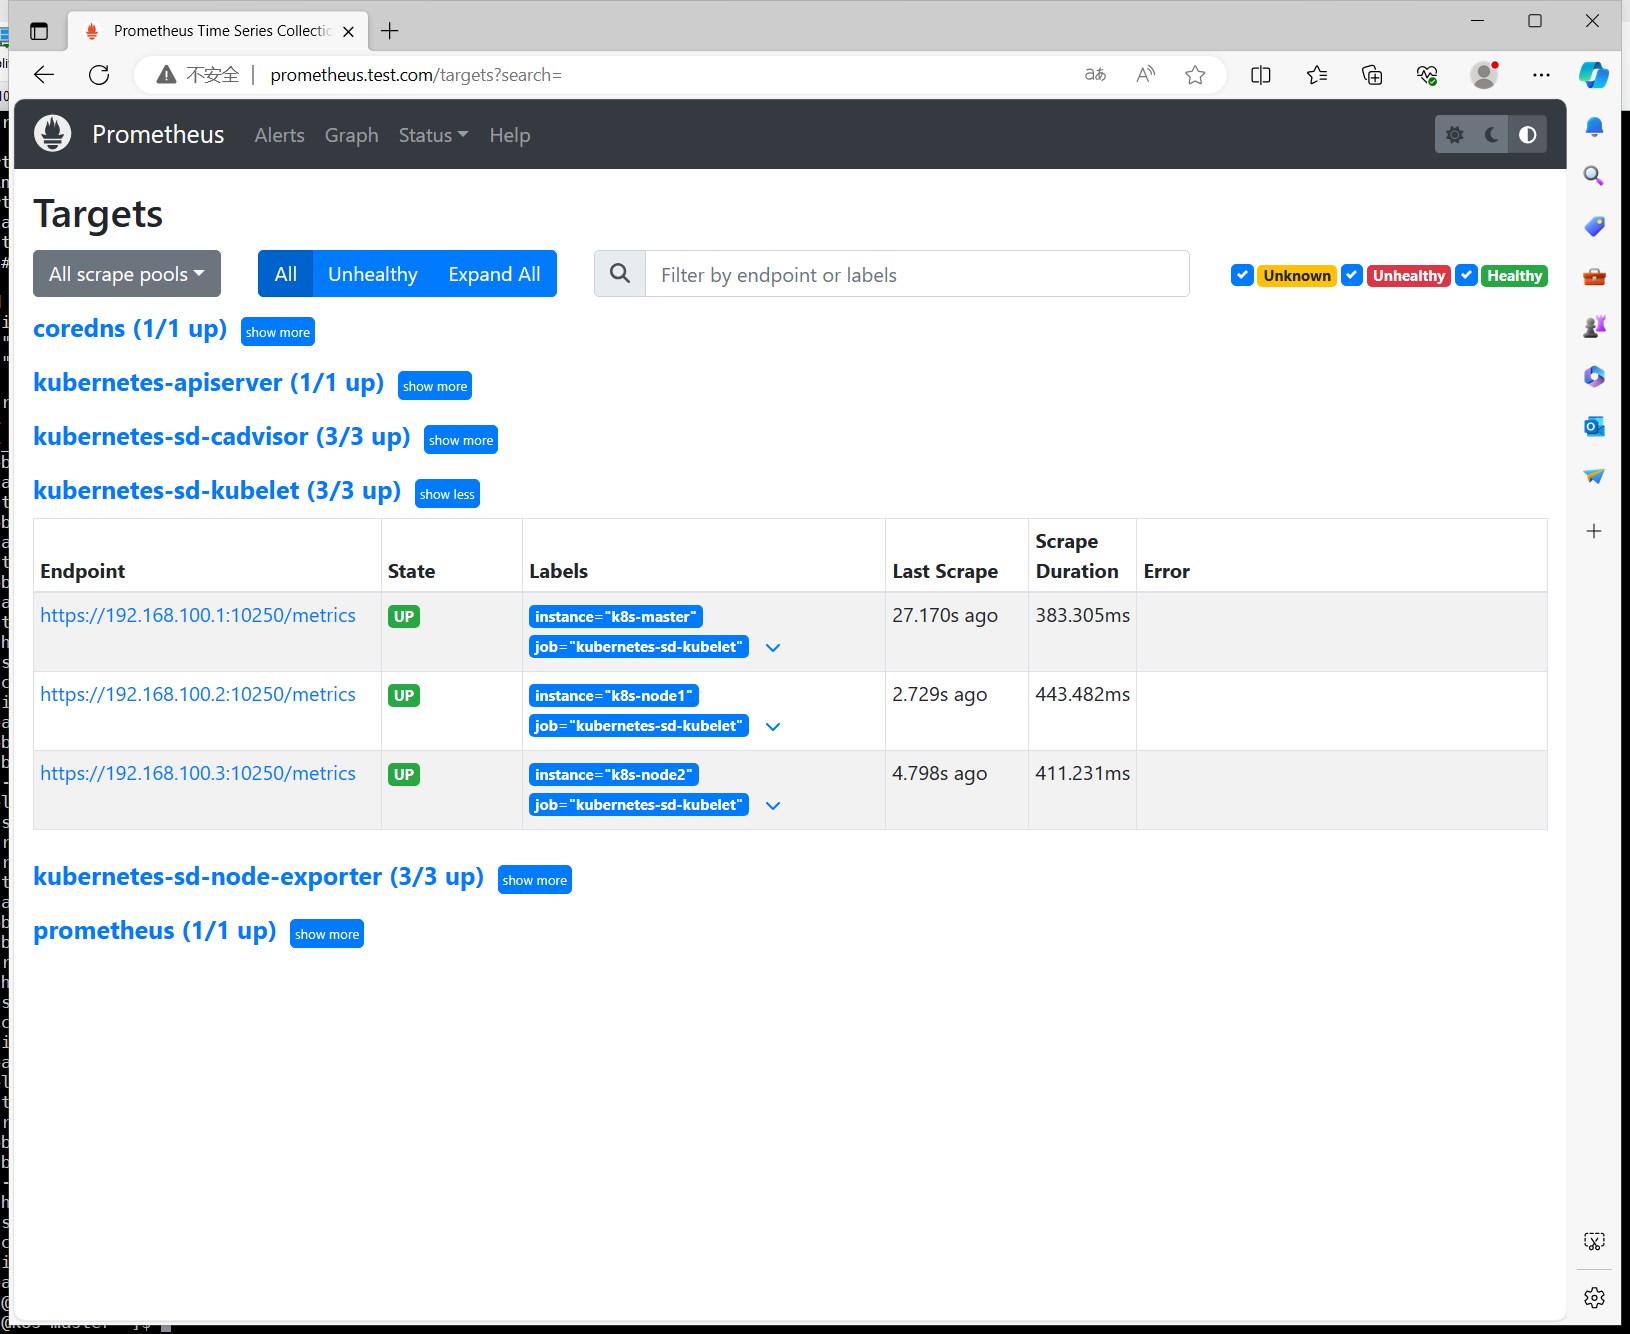 Prometheus Time Series Collectic
不安全 prometheus.test.com/targets?search=
Prometheus Alerts Graph Status Help
Targets
All scrape pools All Unhealthy Expand All Filter by endpoint or labels Unknown Unhealthy Healthy
coredns (1/1 up) show more
kubernetes-apiserver (1/1 up) show more
kubernetes-sd-cadvisor (3/3 up) show more
kubernetes-sd-kubelet (3/3 up) show less
Endpoint State Labels Last Scrape Scrape Duration Error
https://192.168.100.1:10250/metrics UP instance="k8s-master" 27.170s ago 383.305ms
job="kubernetes-sd-kubelet"
https://192.168.100.2:10250/metrics UP instance="k8s-node1" 2.729s ago 443.482ms
job="kubernetes-sd-kubelet"
https://192.168.100.3:10250/metrics UP instance="k8s-node2" 4.798s ago 411.231ms
job="kubernetes-sd-kubelet"
kubernetes-sd-node-exporter (3/3 up) show more
prometheus (1/1 up) show more